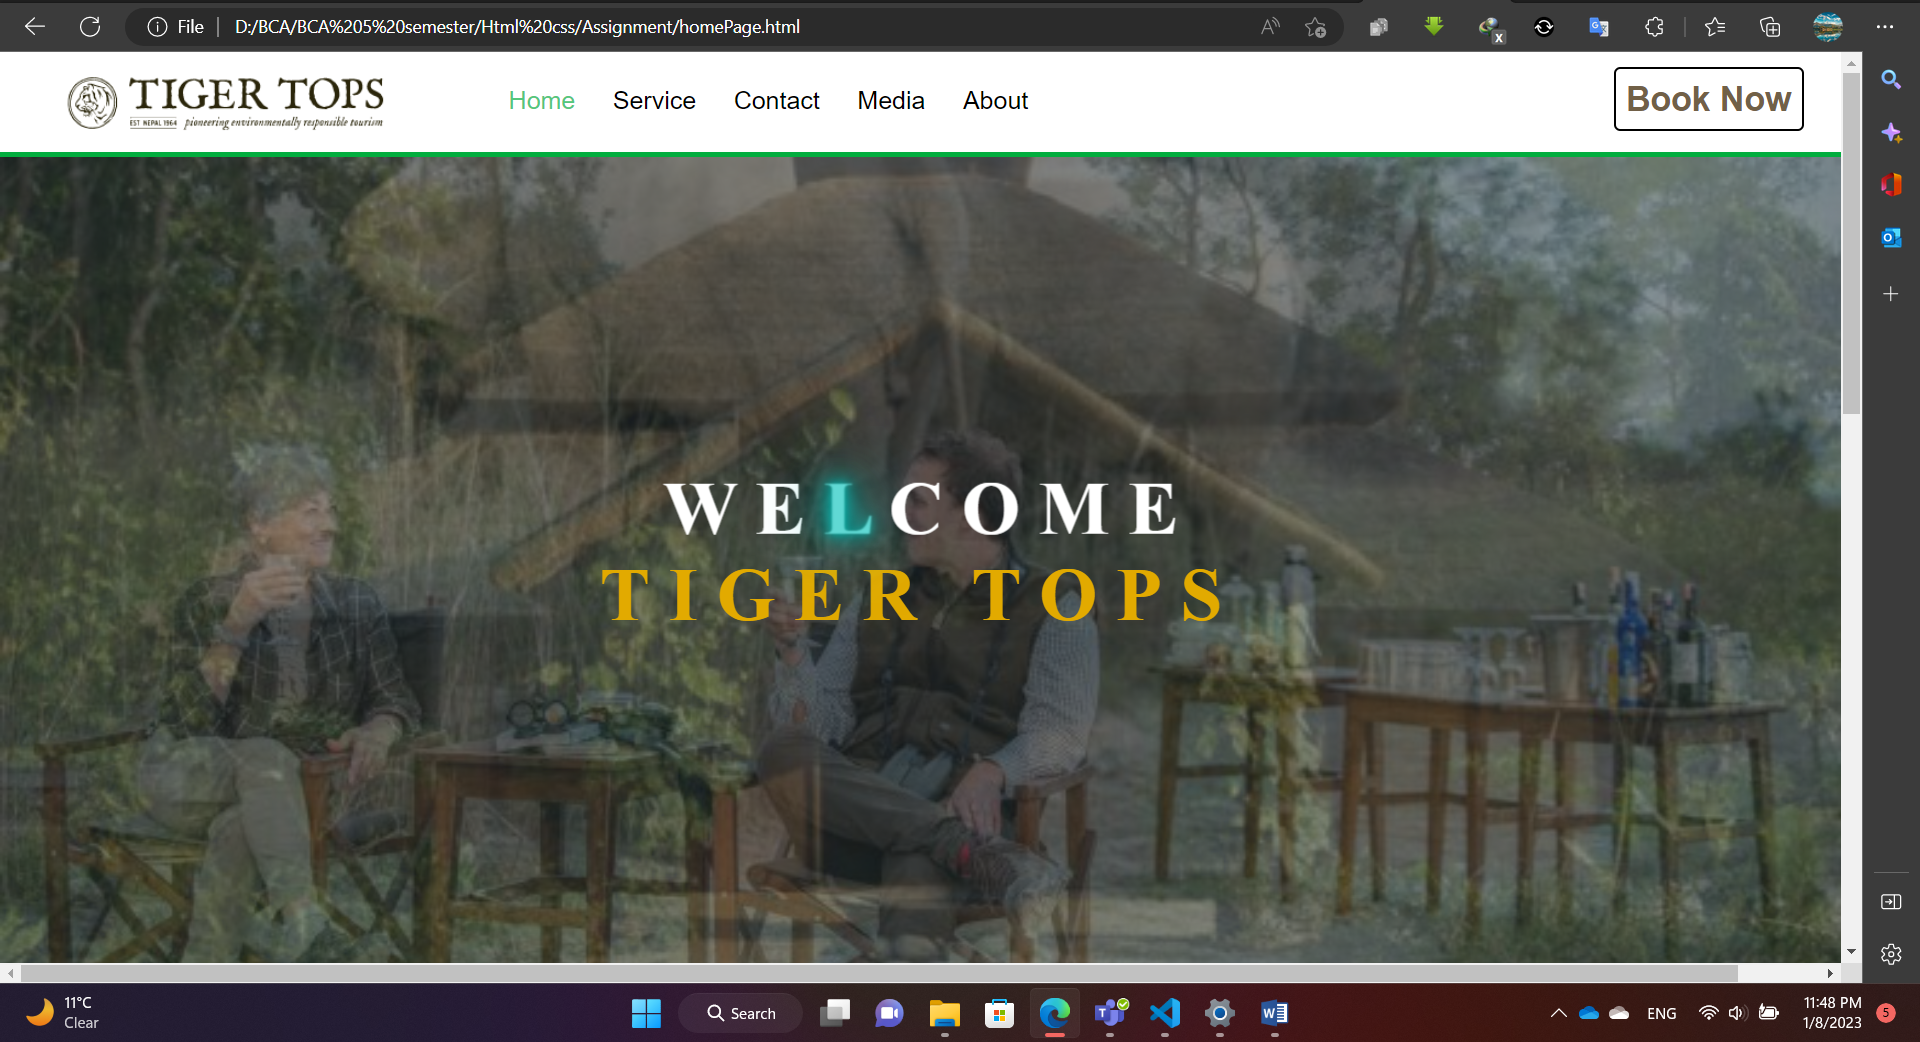 File
D:/BCA/BCA%205%20semester/Html%20css/Assignment/homePage.html
TIGER TOPS
EST NEPAL 1964 pioneering environmentally responsible tourism
Home Service Contact Media About
Book Now
WELCOME
TIGER TOPS
11°C
Clear
Search
ENG
11:48 PM
1/8/2023
5